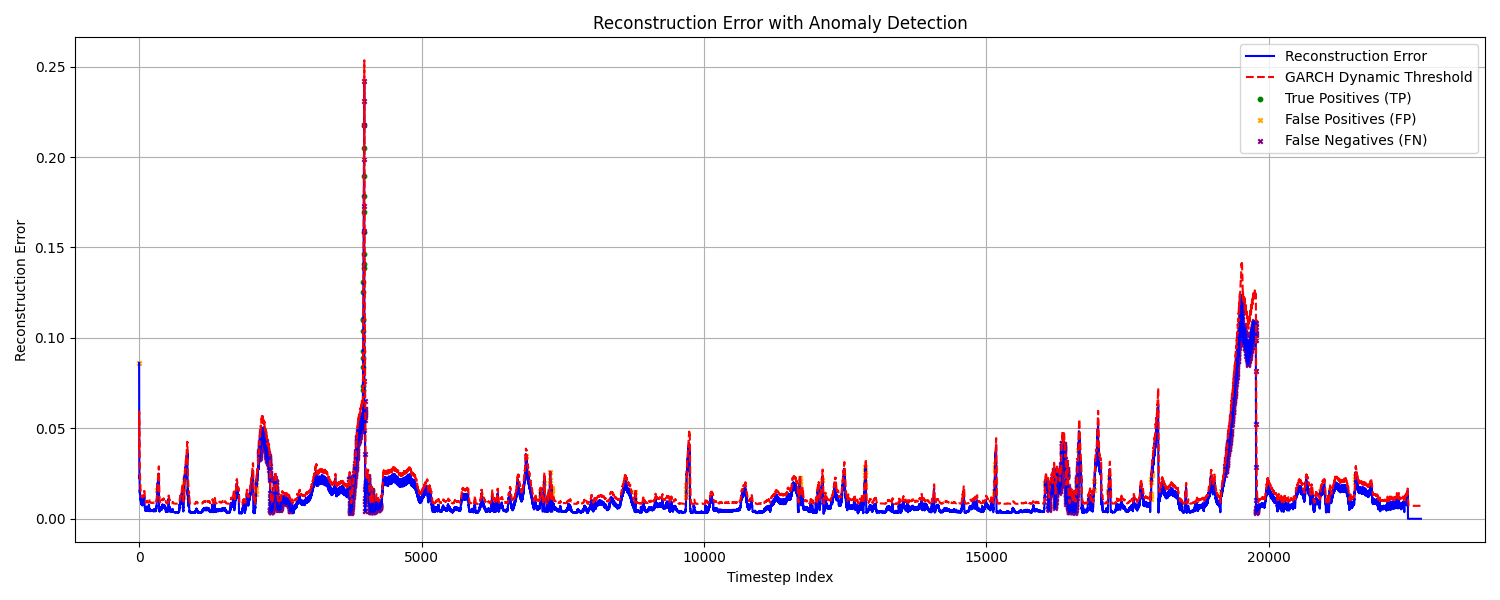 Reconstruction Error with Anomaly Detection
Reconstruction Error
GARCH Dynamic Threshold
True Positives (TP)
False Positives (FP)
False Negatives (FN)
Reconstruction Error
0.25
0.20
0.15
0.10
0.05
0.00
0
5000
10000
15000
20000
Timestep Index